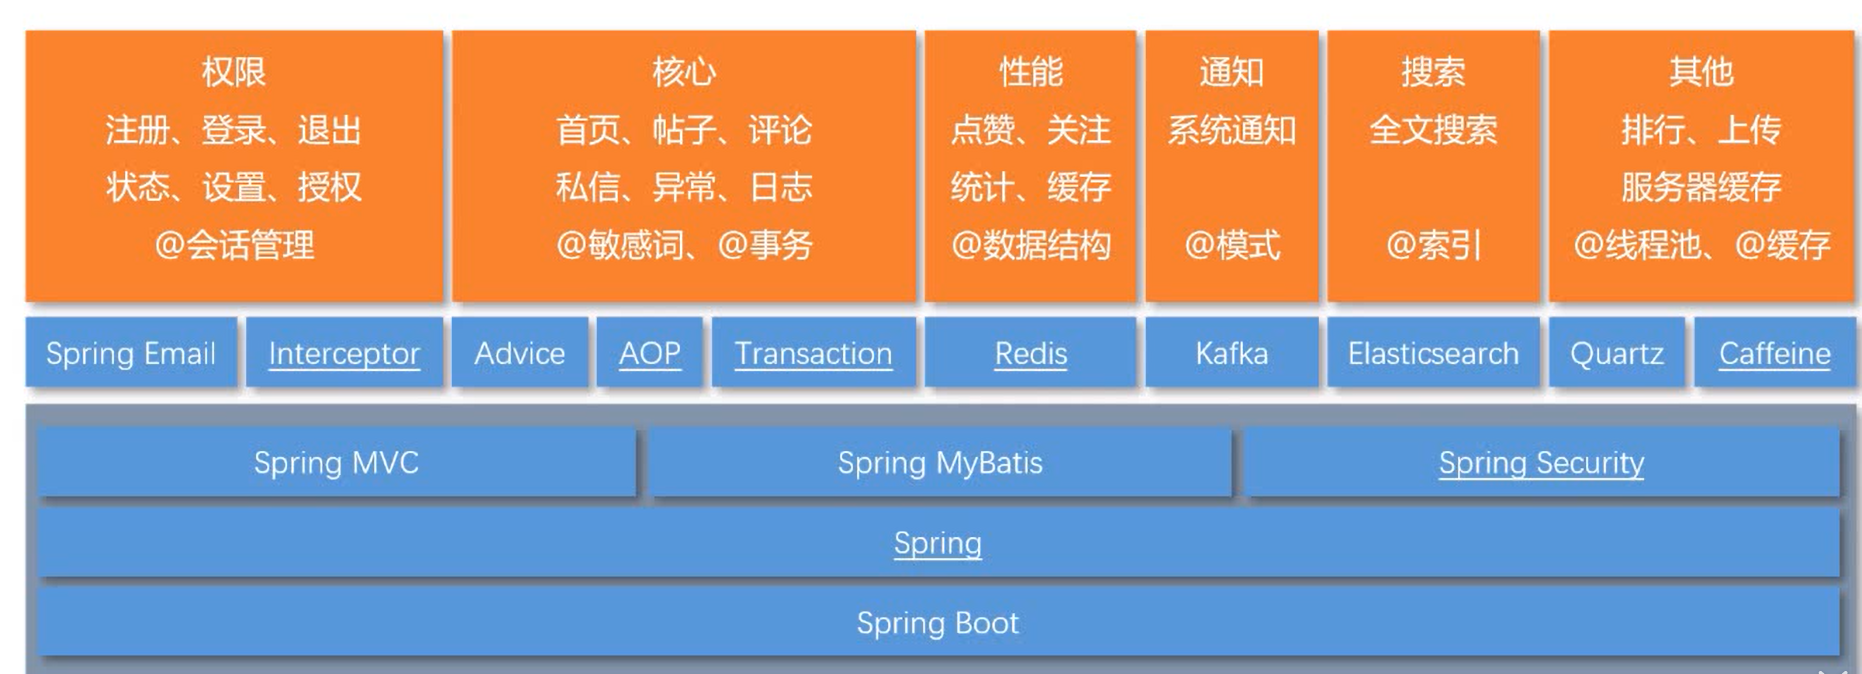 权限
注册、登录、退出
状态、设置、授权
@会话管理
核心
首页、帖子、评论
私信、异常、日志
@敏感词、@事务
性能
点赞、关注
统计、缓存
@数据结构
通知
系统通知
@模式
搜索
全文搜索
@索引
其他
排行、上传
服务器缓存
@线程池、@缓存
Spring Email
Interceptor
Advice
AOP
Transaction
Redis
Kafka
Elasticsearch
Quartz
Caffeine
Spring MVC
Spring MyBatis
Spring Security
Spring
Spring Boot